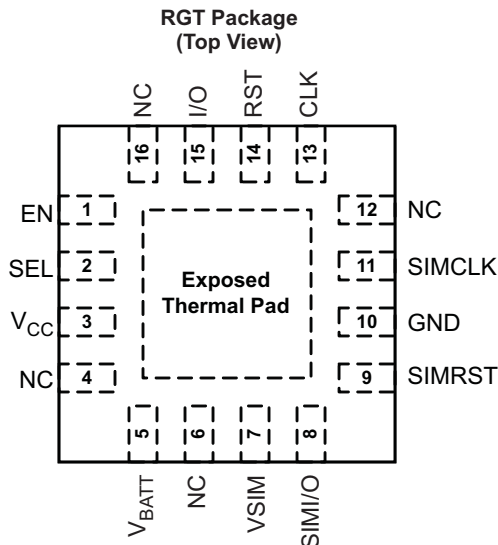 RGT Package
(Top View)
NC
I/O
RST
CLK
16
15
14
13
EN 1
12 NC
SEL 2
11 SIMCLK
Exposed
Thermal Pad
VCC 3
10 GND
NC 4
9 SIMRST
5
6
7
8
VBATT
NC
VSIM
SIMI/O